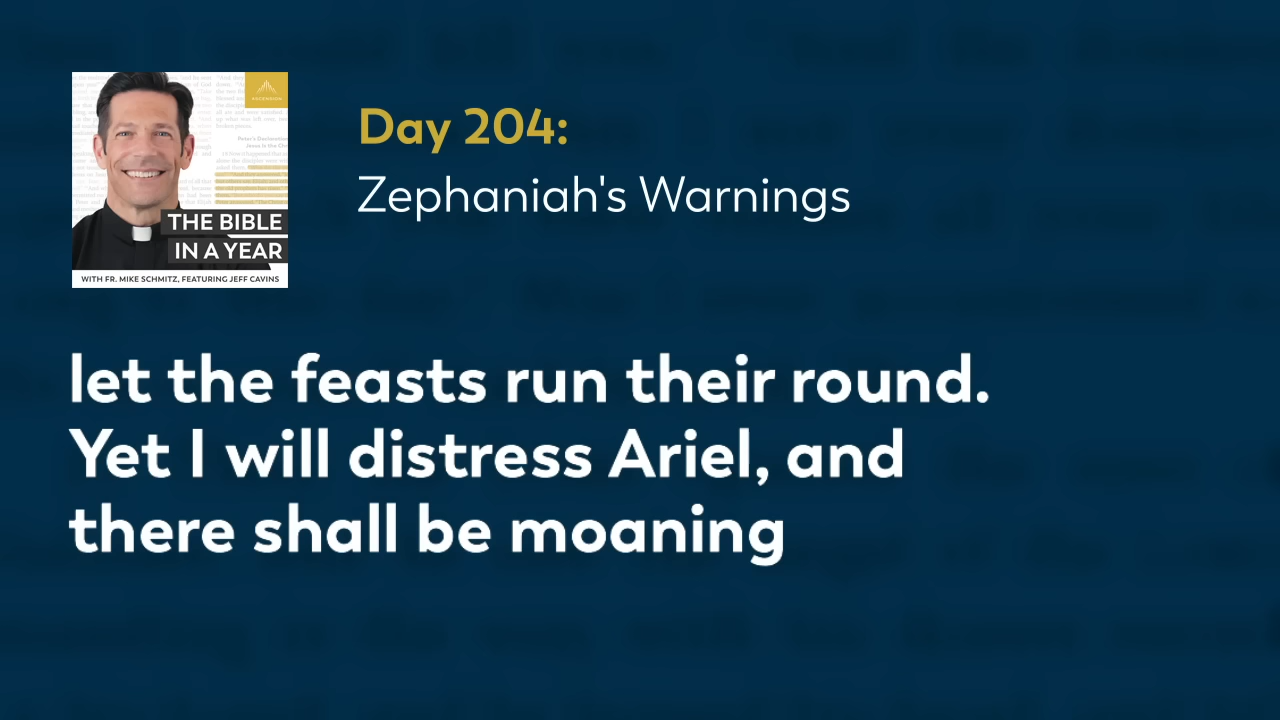 ASCENSION
THE BIBLE
IN A YEAR
WITH FR. MIKE SCHMITZ, FEATURING JEFF CAVINS
Day 204:
Zephaniah's Warnings
let the feasts run their round.
Yet I will distress Ariel, and
there shall be moaning